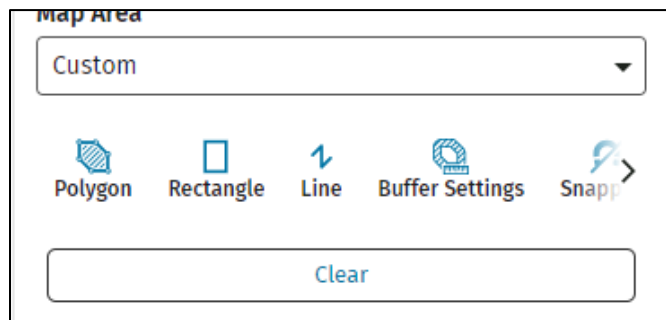 Map Area
Custom
Polygon Rectangle Line Buffer Settings Snapp
Clear